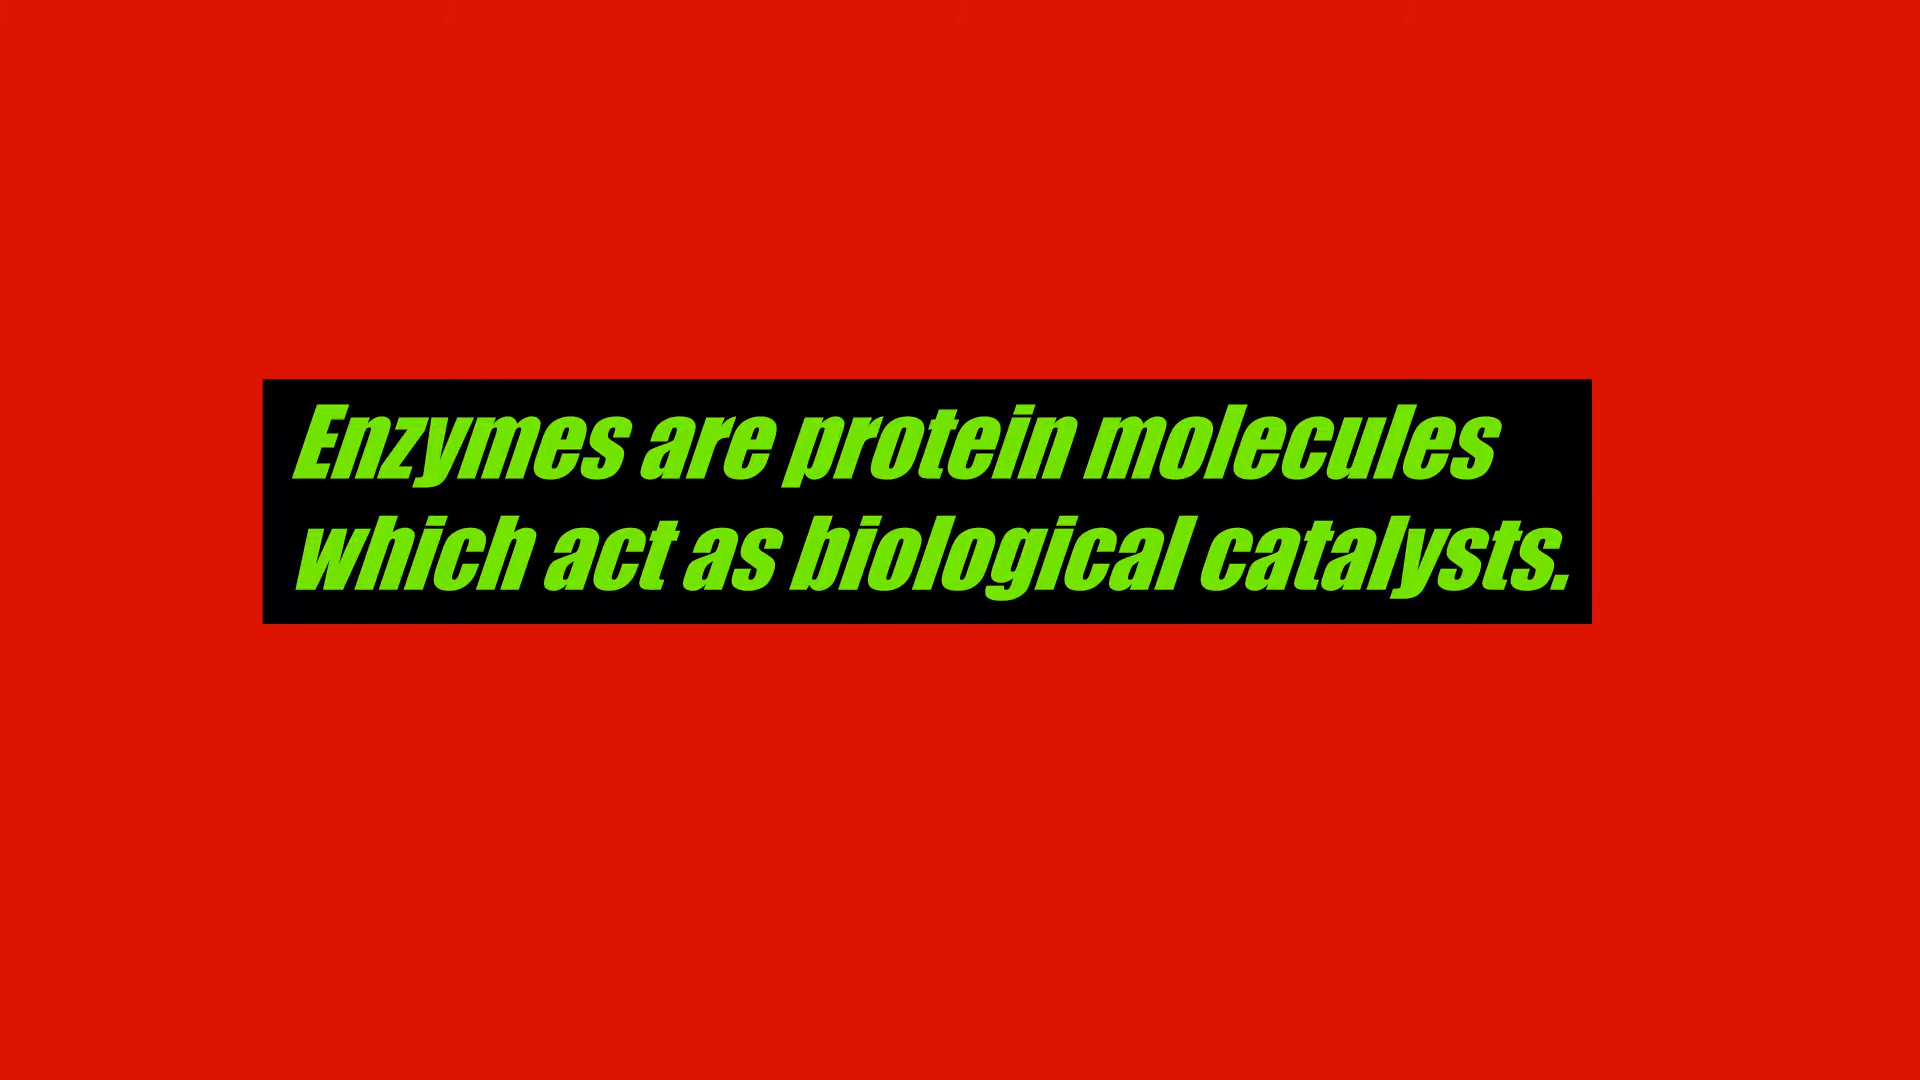 Enzymes are protein molecules
which act as biological catalysts.